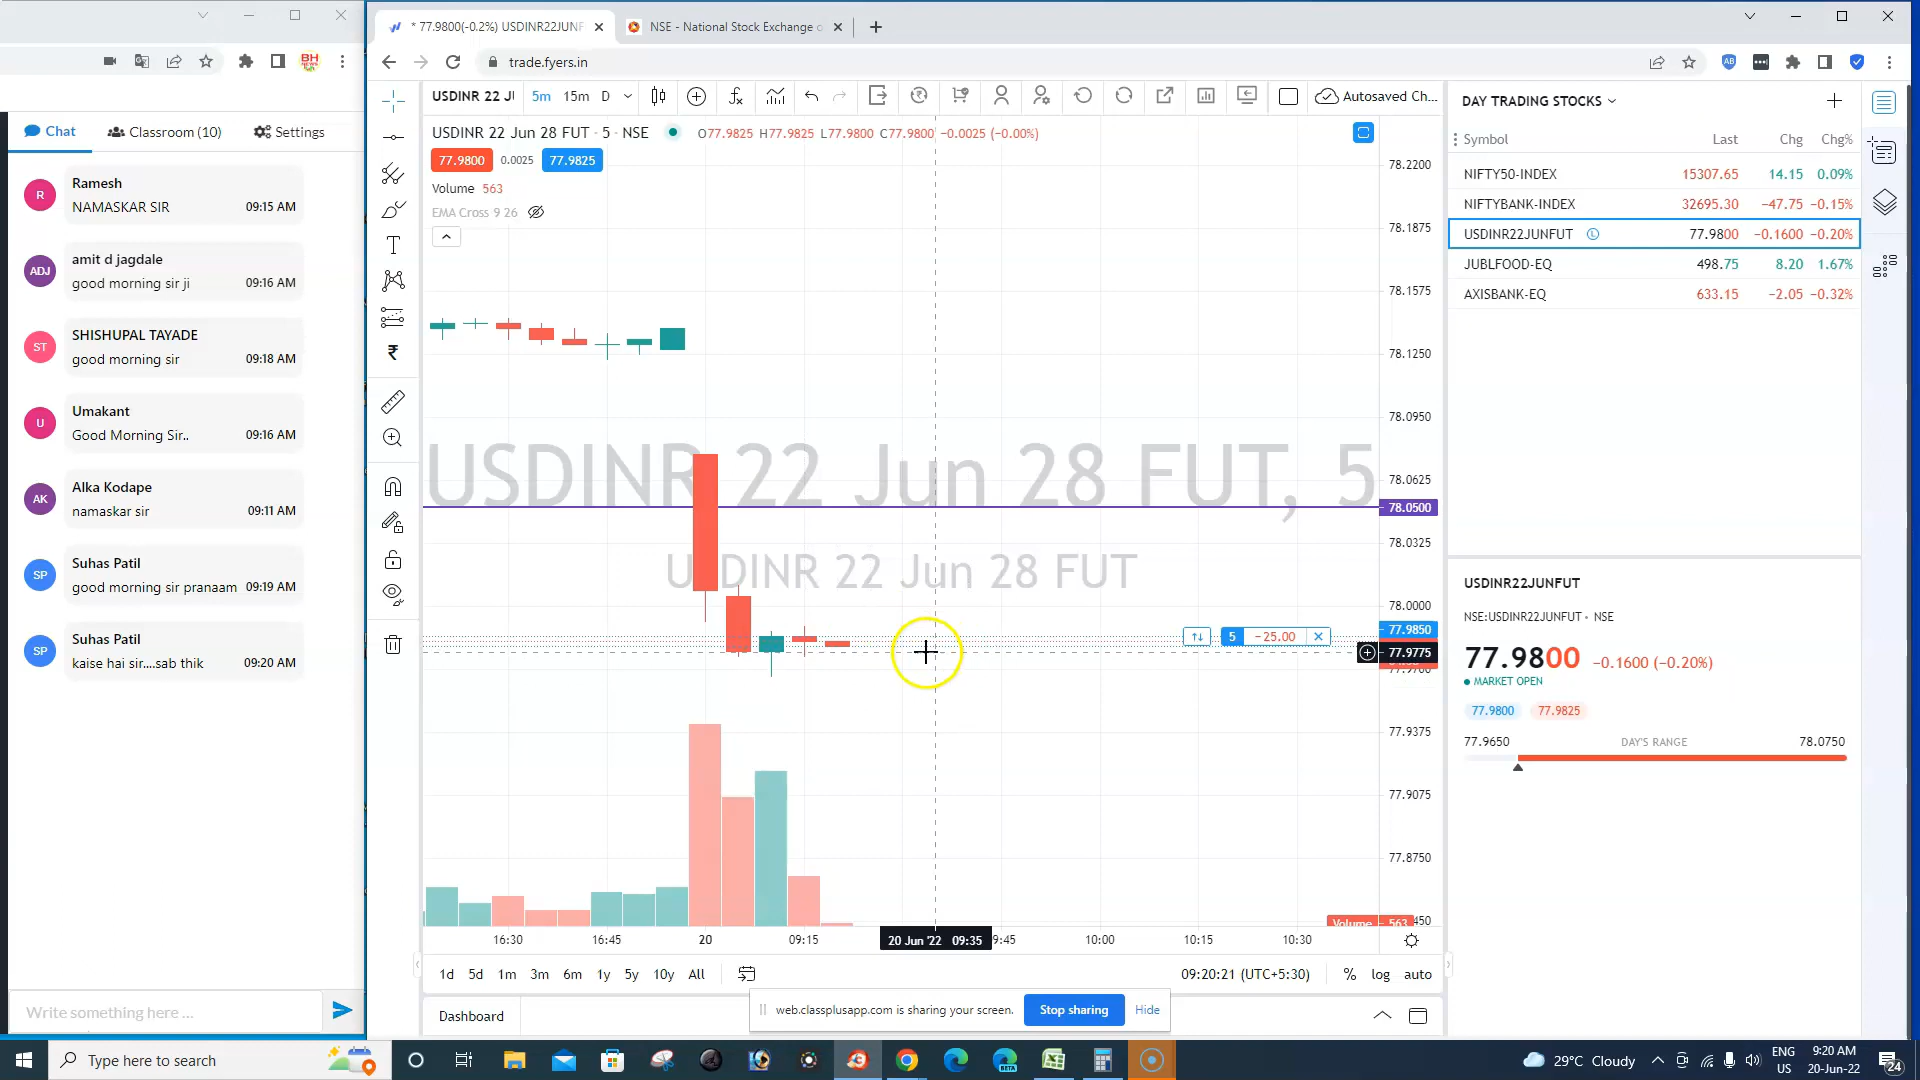 * 77.9800(-0.2%) USDINR22JUNF
NSE - National Stock Exchange o
trade.fyers.in
BH
Chat
Classroom (10)
Settings
R
Ramesh
NAMASKAR SIR 09:15 AM
ADJ
amit d jagdale
good morning sir ji 09:16 AM
ST
SHISHUPAL TAYADE
good morning sir 09:18 AM
U
Umakant
Good Morning Sir.. 09:16 AM
AK
Alka Kodape
namaskar sir 09:11 AM
SP
Suhas Patil
good morning sir pranaam 09:19 AM
SP
Suhas Patil
kaise hai sir....sab thik 09:20 AM
Write something here ...
USDINR 22 JU 5m 15m D
Autosaved Ch...
USDINR 22 Jun 28 FUT · 5 · NSE O77.9825 H77.9825 L77.9800 C77.9800 −0.0025 (−0.00%)
77.9800 0.0025 77.9825
Volume 563
EMA Cross 9 26
USDINR 22 Jun 28 FUT, 5
USDINR 22 Jun 28 FUT
78.2200
78.1875
78.1575
78.1250
78.0950
78.0625
78.0500
78.0325
78.0000
77.9850
5 −25.00
77.9775
77.9375
77.9075
77.8750
Volume 563
16:30 16:45 20 09:15 20 Jun '22 09:35 9:45 10:00 10:15 10:30
1d 5d 1m 3m 6m 1y 5y 10y All
09:20:21 (UTC+5:30) % log auto
Dashboard
web.classplusapp.com is sharing your screen. Stop sharing Hide
DAY TRADING STOCKS
Symbol Last Chg Chg%
NIFTY50-INDEX 15307.65 14.15 0.09%
NIFTYBANK-INDEX 32695.30 −47.75 −0.15%
USDINR22JUNFUT L 77.9800 −0.1600 −0.20%
JUBLFOOD-EQ 498.75 8.20 1.67%
AXISBANK-EQ 633.15 −2.05 −0.32%
USDINR22JUNFUT
NSE:USDINR22JUNFUT • NSE
77.9800 −0.1600 (−0.20%)
MARKET OPEN
77.9800 77.9825
77.9650 DAY'S RANGE 78.0750
Type here to search
29°C Cloudy
ENG
US
9:20 AM
20-Jun-22
24